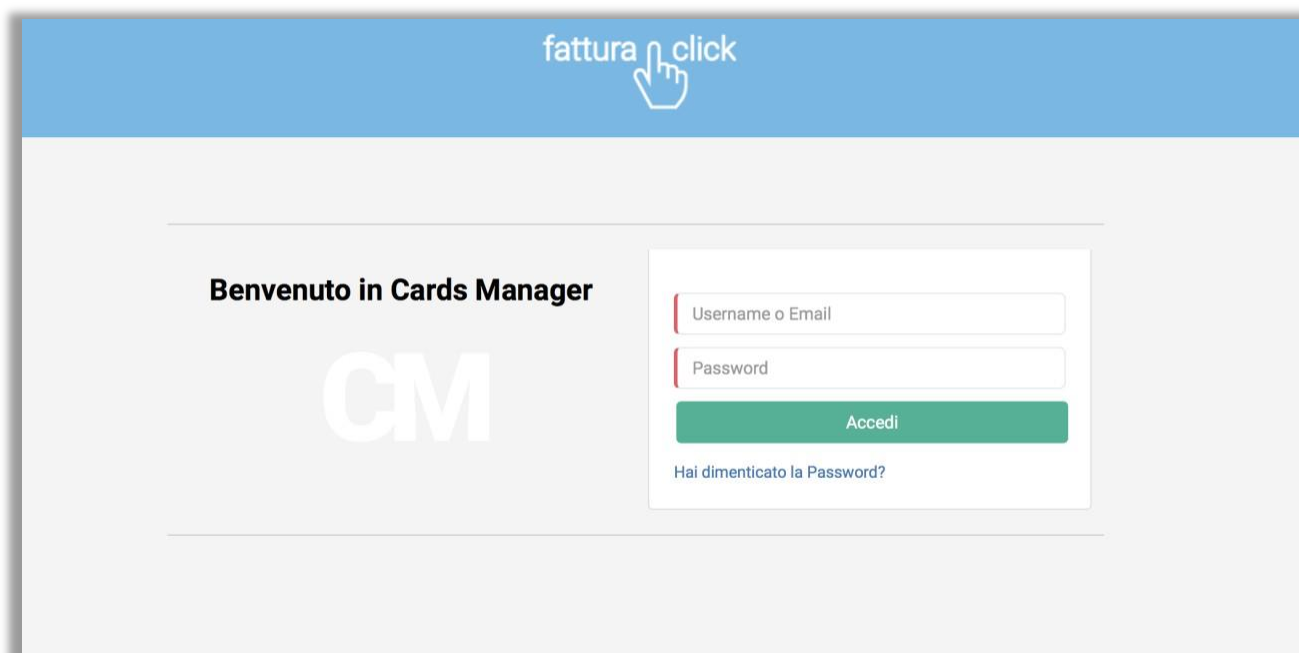 fattura click
Benvenuto in Cards Manager
CM
Username o Email
Password
Accedi
Hai dimenticato la Password?